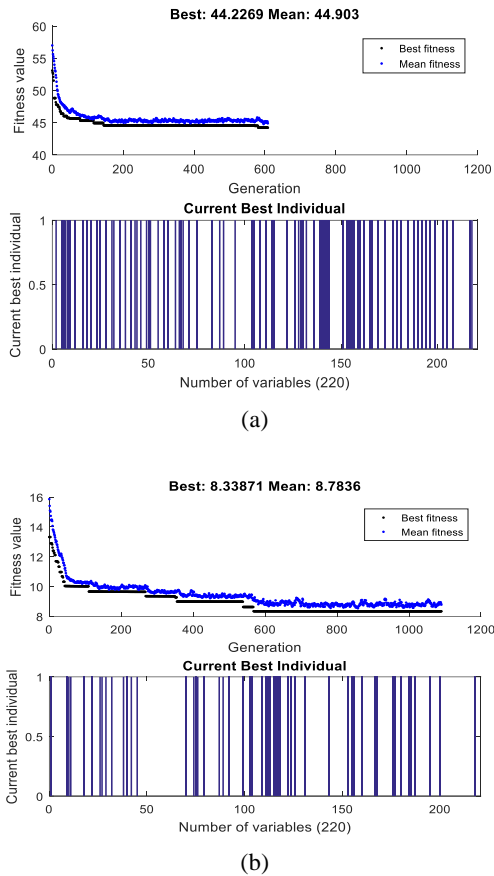 Best: 44.2269 Mean: 44.903
60
55
50
45
40
Fitness value
Best fitness
Mean fitness
0 200 400 600 800 1000 1200
Generation
Current Best Individual
1
0.5
0
Current best individual
0 50 100 150 200
Number of variables (220)
(a)
Best: 8.33871 Mean: 8.7836
16
14
12
10
8
Fitness value
Best fitness
Mean fitness
0 200 400 600 800 1000 1200
Generation
Current Best Individual
1
0.5
0
Current best individual
0 50 100 150 200
Number of variables (220)
(b)